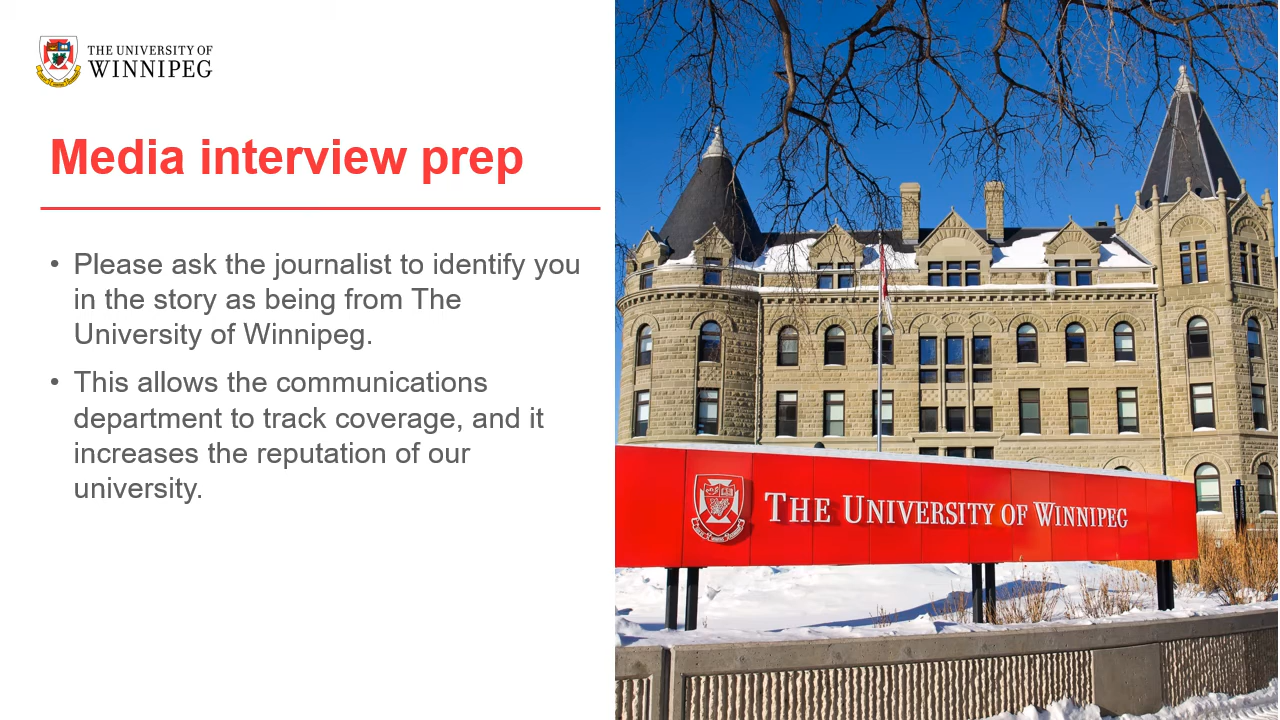 THE UNIVERSITY OF
WINNIPEG
Media interview prep
• Please ask the journalist to identify you
in the story as being from The
University of Winnipeg.
• This allows the communications
department to track coverage, and it
increases the reputation of our
university.
THE UNIVERSITY OF WINNIPEG